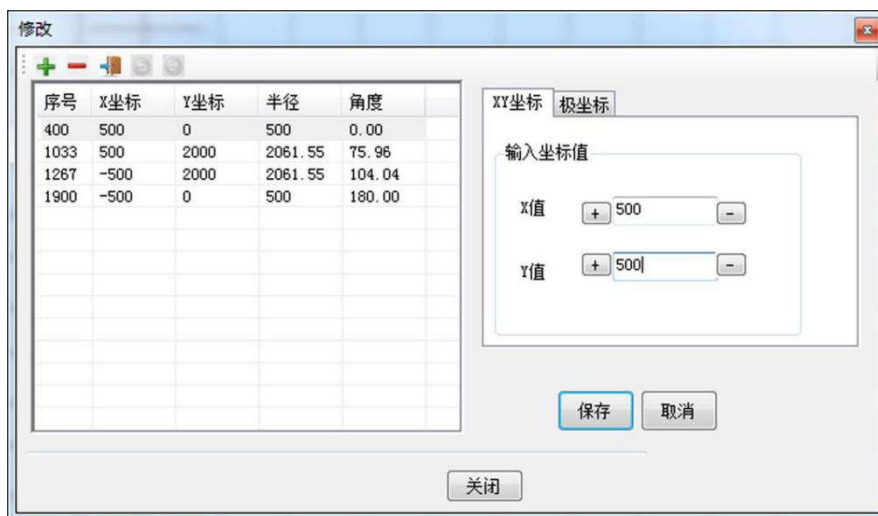 修改
序号 X坐标 Y坐标 半径 角度
400 500 0 500 0.00
1033 500 2000 2061.55 75.96
1267 -500 2000 2061.55 104.04
1900 -500 0 500 180.00
XY坐标 极坐标
输入坐标值
X值 + 500 -
Y值 + 500 -
保存 取消
关闭